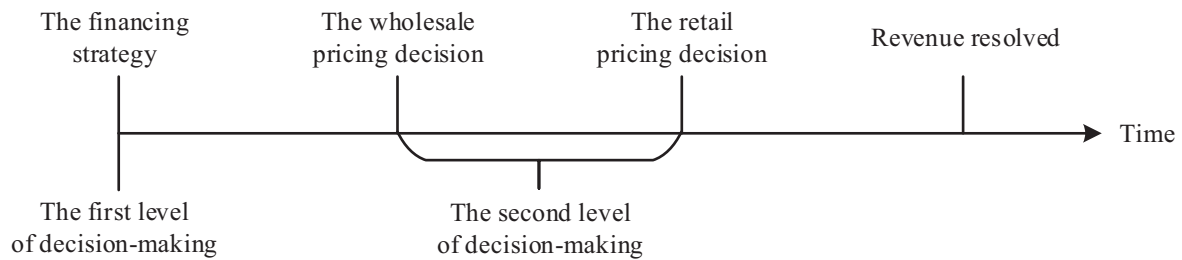 The financing
strategy
The wholesale
pricing decision
The retail
pricing decision
Revenue resolved
Time
The first level
of decision-making
The second level
of decision-making